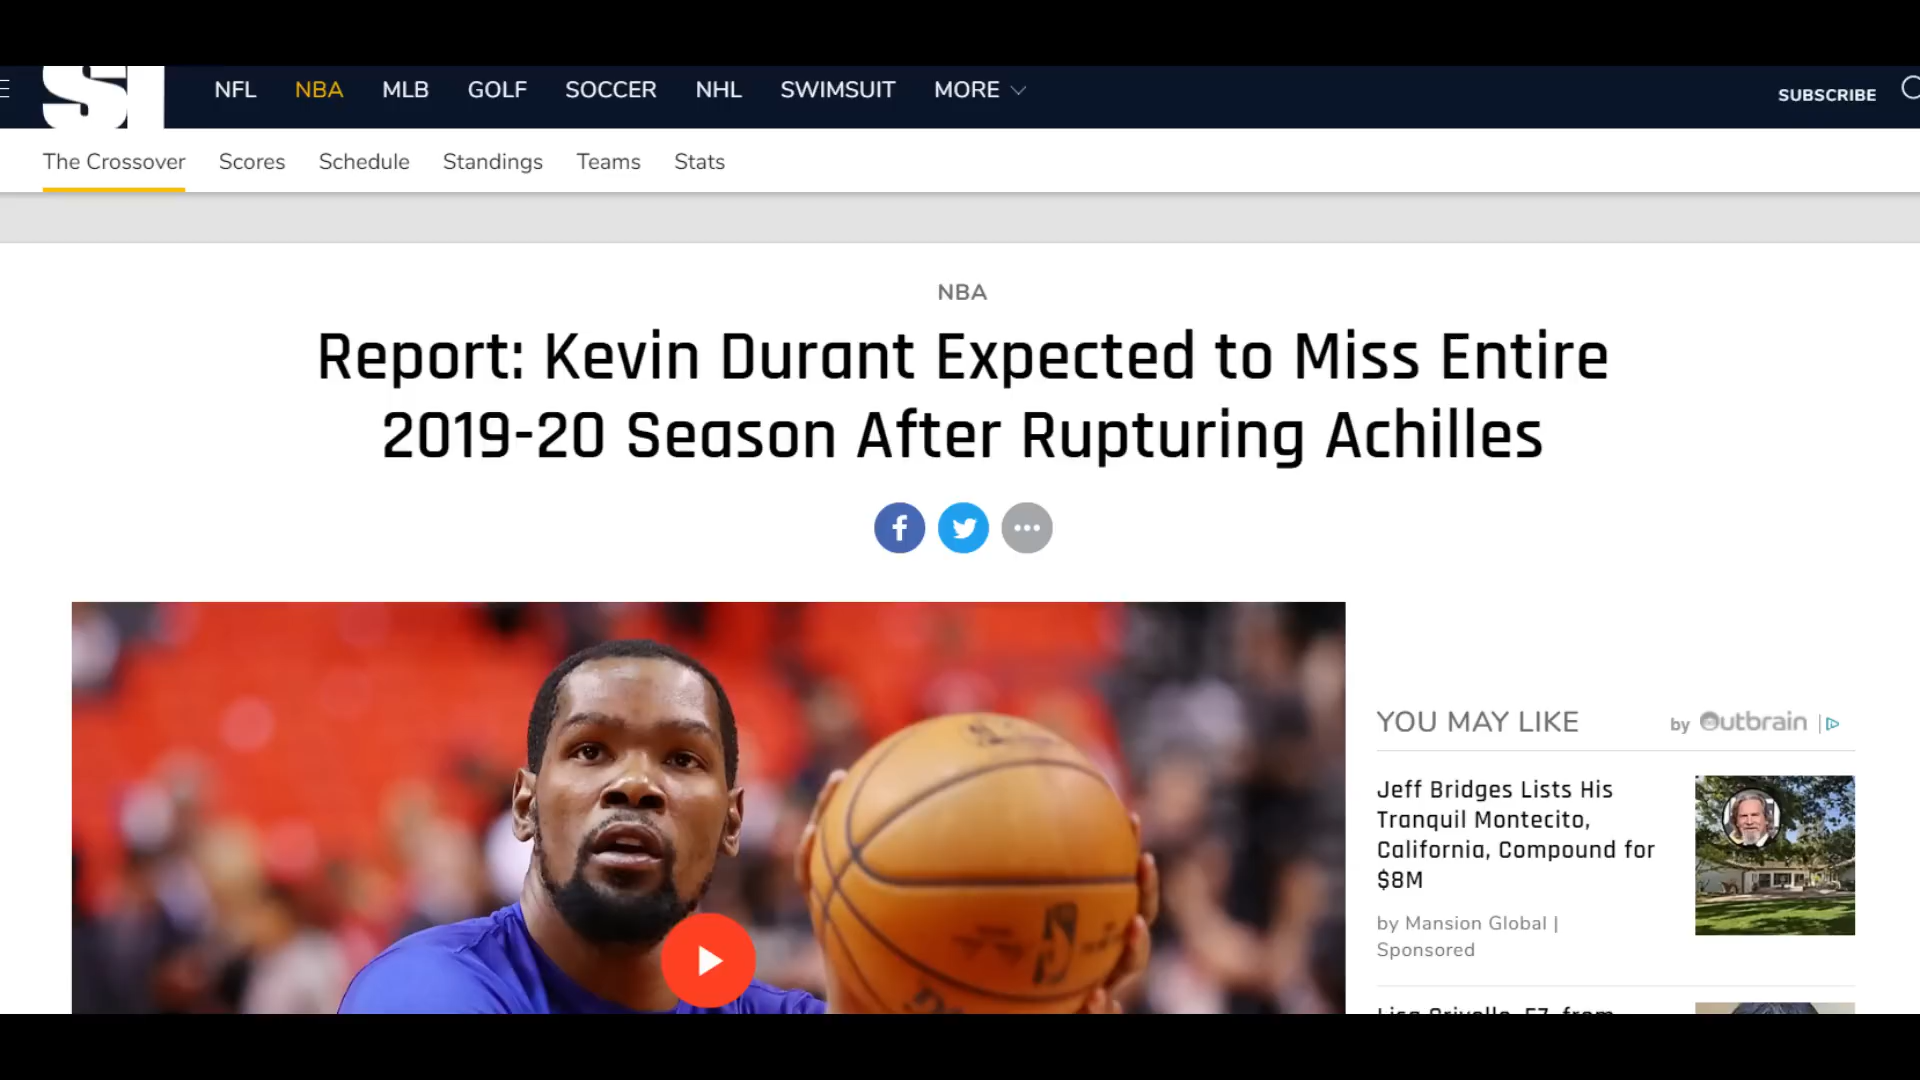 SI
NFL NBA MLB GOLF SOCCER NHL SWIMSUIT MORE
SUBSCRIBE
The Crossover Scores Schedule Standings Teams Stats
NBA
Report: Kevin Durant Expected to Miss Entire
2019-20 Season After Rupturing Achilles
YOU MAY LIKE
by Outbrain
Jeff Bridges Lists His
Tranquil Montecito,
California, Compound for
$8M
by Mansion Global |
Sponsored